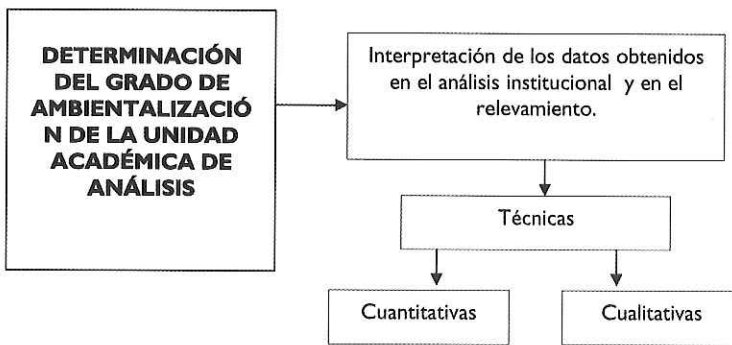 DETERMINACIÓN
DEL GRADO DE
AMBIENTALIZACIÓ
N DE LA UNIDAD
ACADÉMICA DE
ANÁLISIS
Interpretación de los datos obtenidos
en el análisis institucional y en el
relevamiento.
Técnicas
Cuantitativas
Cualitativas